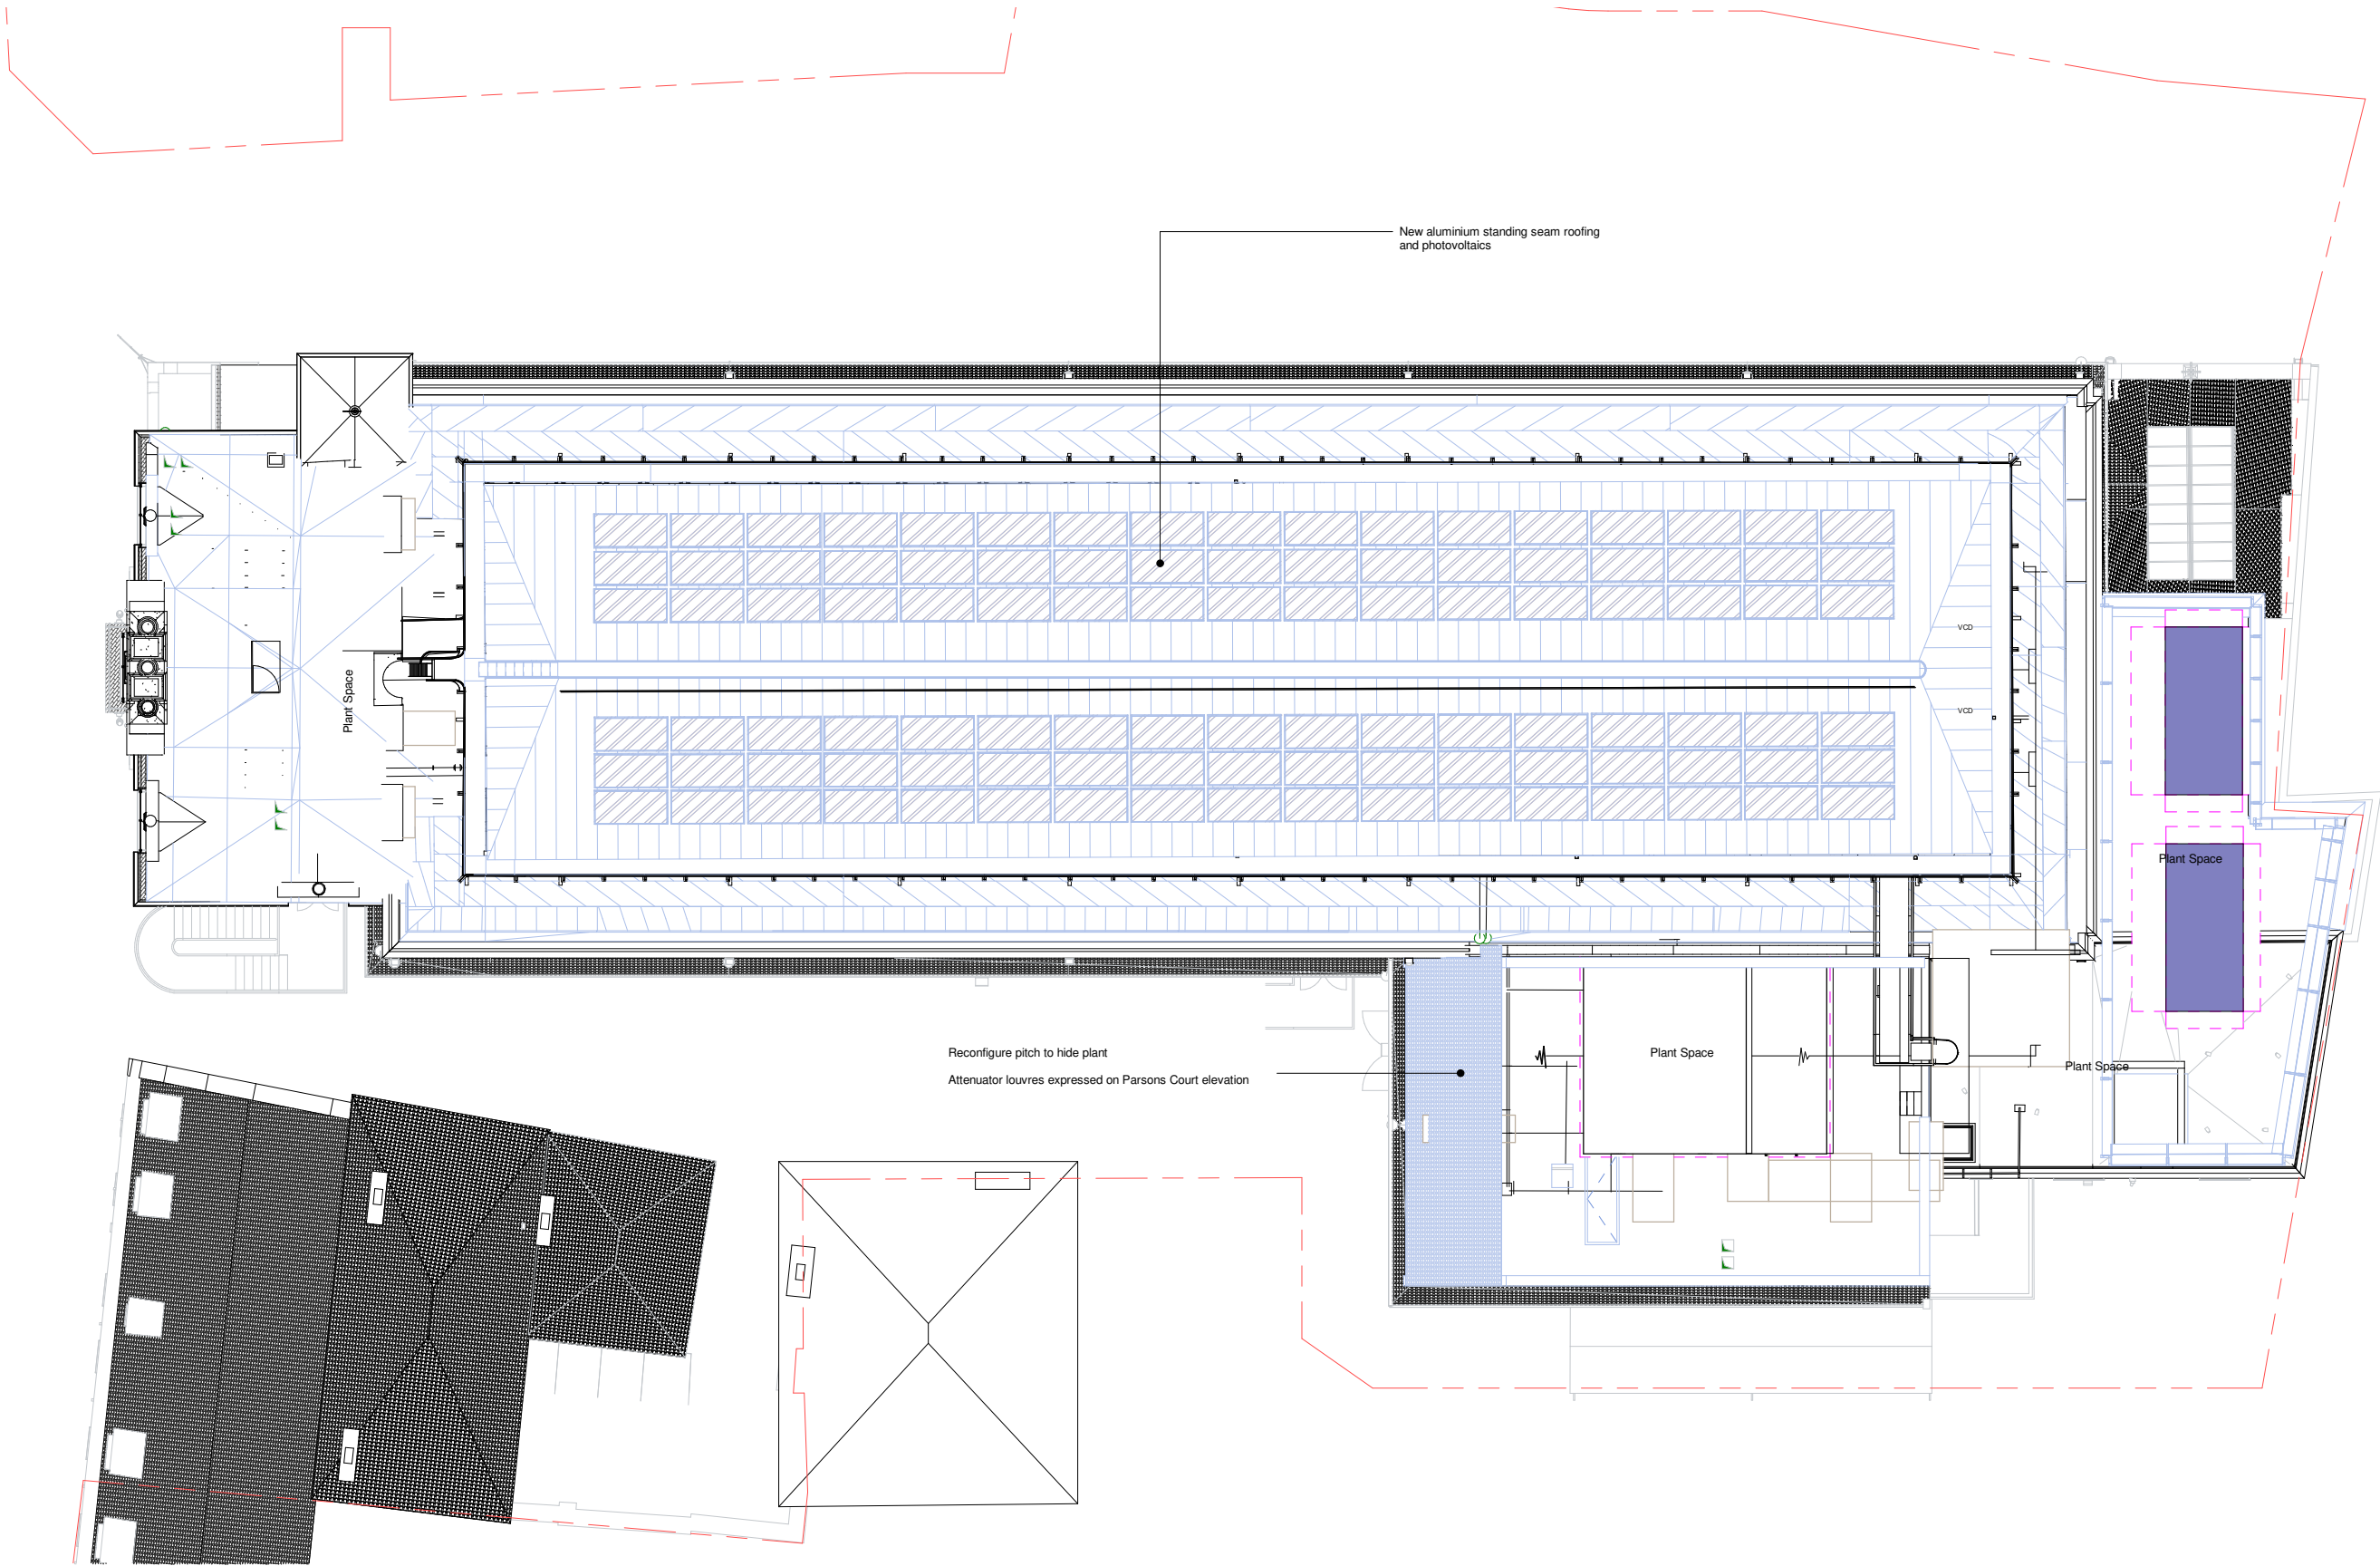 New aluminium standing seam roofing
and photovoltaics
VCD
Plant Space
VCD
Plant Space
Reconfigure pitch to hide plant
Plant Space
Plant Space
Attenuator louvres expressed on Parsons Court elevation